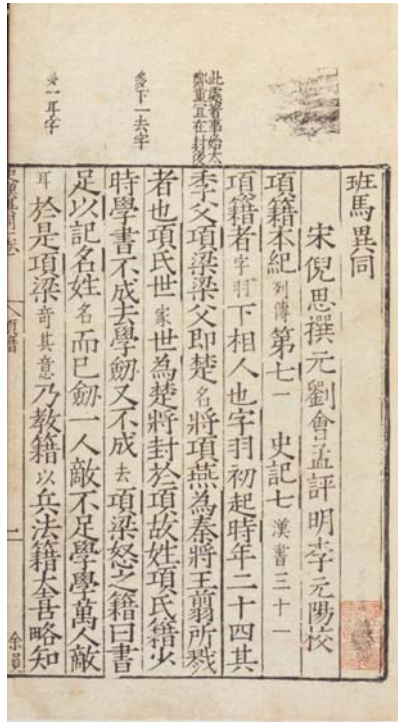 此處著事始太
鄭重宜在封後
多下一去字
多一耳字
班馬異同
宋倪思撰元劉會孟評明李元陽校
項籍本紀列傳第七一 史記七 漢書三十一
項籍者字羽下相人也字羽初起時年二十四其
季父項梁梁父即楚名將項燕為秦將王翦所戮
者也項氏世家世為楚將封於項故姓項氏籍少
時學書不成去學劒又不成去項梁怒之籍曰書
足以記名姓名而已劒一人敵不足學學萬人敵
耳於是項梁奇其意乃教籍以兵法籍大喜略知